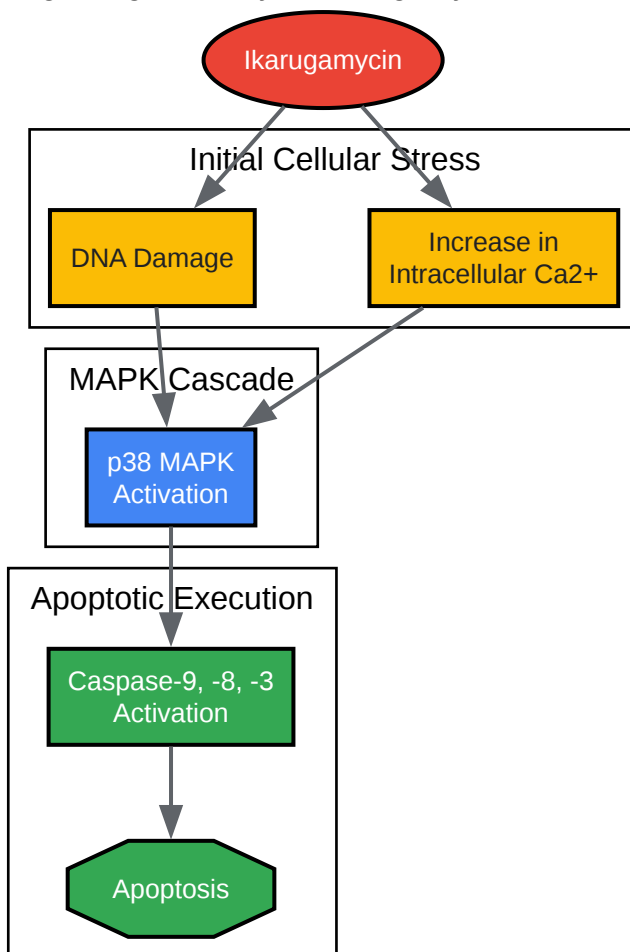 Ikarugamycin
Initial Cellular Stress
DNA Damage
Increase in
Intracellular Ca2+
MAPK Cascade
p38 MAPK
Activation
Apoptotic Execution
Caspase-9, -8, -3
Activation
Apoptosis